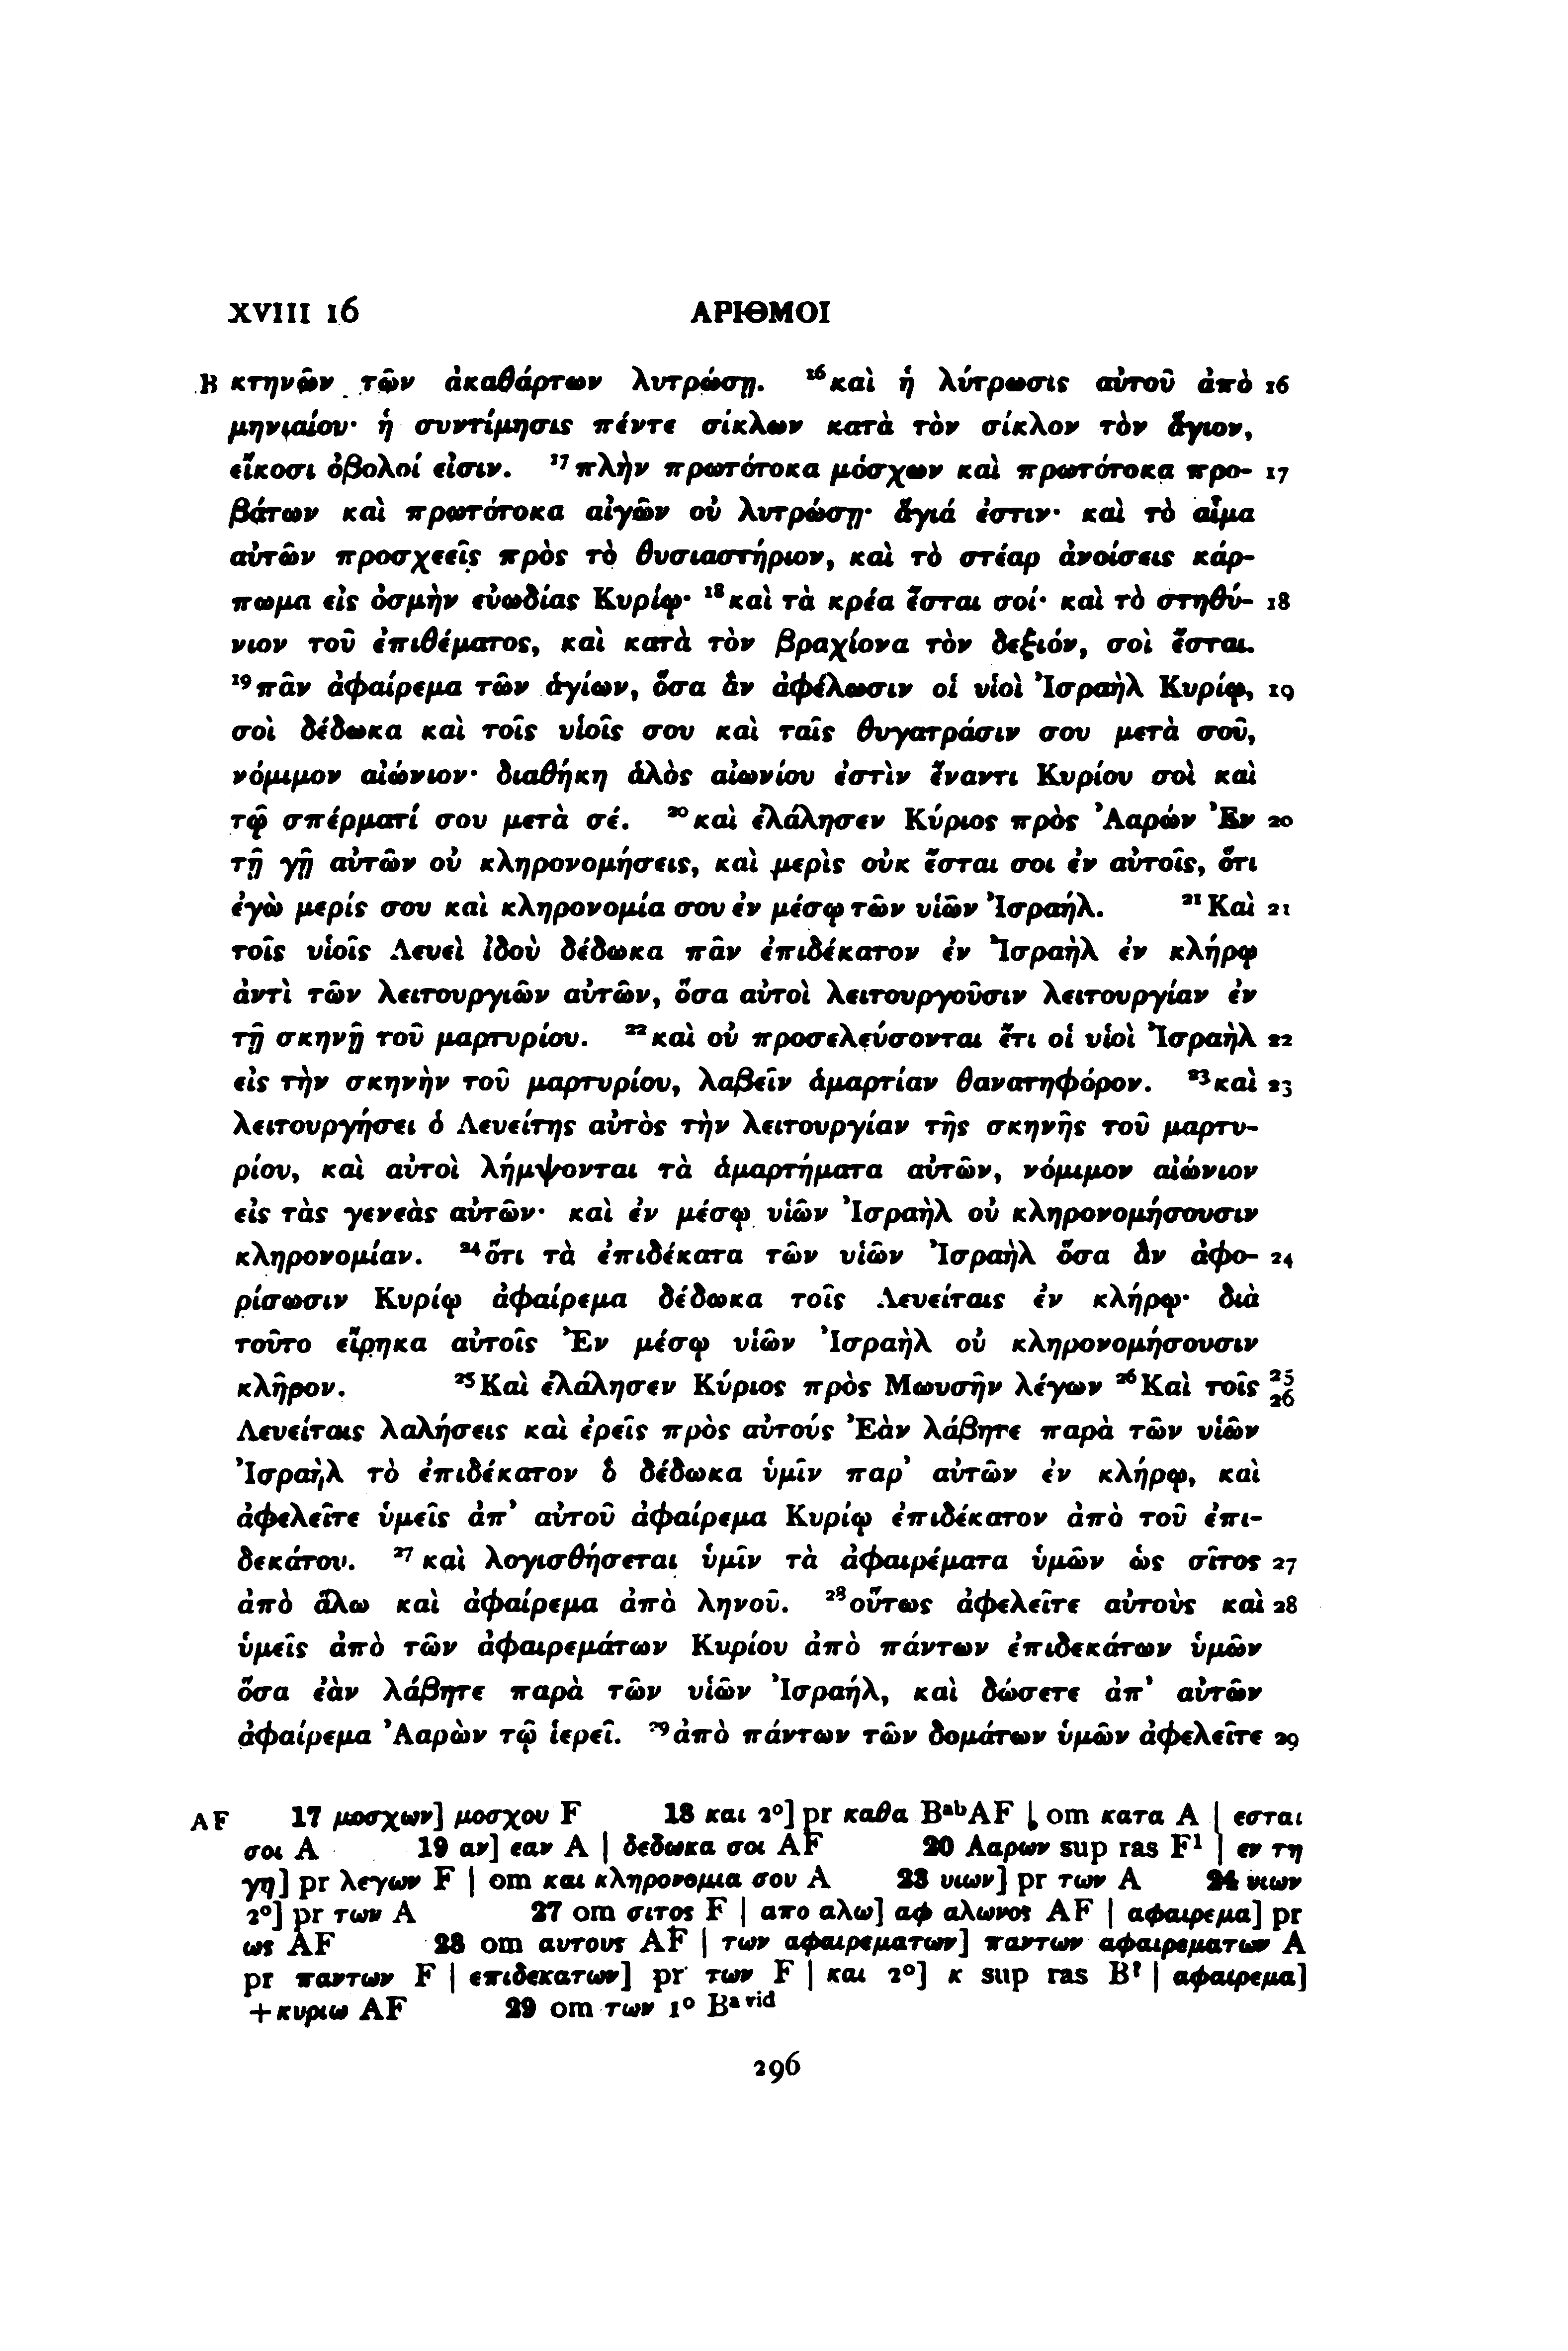 XVIII 16 ΑΡΙΘΜΟΙ
B κτηνῶν τῶν ἀκαθάρτων λυτρώσῃ. ¹⁶καὶ ἡ λύτρωσις αὐτοῦ ἀπὸ 16
μηνιαίου· ἡ συντίμησις πέντε σίκλων κατὰ τὸν σίκλον τὸν ἅγιον,
εἴκοσι ὀβολοί εἰσιν. ¹⁷πλὴν πρωτότοκα μόσχων καὶ πρωτότοκα προ- 17
βάτων καὶ πρωτότοκα αἰγῶν οὐ λυτρώσῃ· ἅγιά ἐστιν· καὶ τὸ αἷμα
αὐτῶν προσχεεῖς πρὸς τὸ θυσιαστήριον, καὶ τὸ στέαρ ἀνοίσεις κάρ-
πωμα εἰς ὀσμὴν εὐωδίας Κυρίῳ· ¹⁸καὶ τὰ κρέα ἔσται σοί· καὶ τὸ στηθύ- 18
νιον τοῦ ἐπιθέματος, καὶ κατὰ τὸν βραχίονα τὸν δεξιόν, σοὶ ἔσται.
¹⁹πᾶν ἀφαίρεμα τῶν ἁγίων, ὅσα ἂν ἀφέλωσιν οἱ υἱοὶ Ἰσραὴλ Κυρίῳ, 19
σοὶ δέδωκα καὶ τοῖς υἱοῖς σου καὶ ταῖς θυγατράσιν σου μετὰ σοῦ,
νόμιμον αἰώνιον· διαθήκη ἁλὸς αἰωνίου ἐστὶν ἔναντι Κυρίου σοὶ καὶ
τῷ σπέρματί σου μετὰ σέ. ²⁰καὶ ἐλάλησεν Κύριος πρὸς Ἀαρών Ἐν 20
τῇ γῇ αὐτῶν οὐ κληρονομήσεις, καὶ μερὶς οὐκ ἔσται σοι ἐν αὐτοῖς, ὅτι
ἐγὼ μερίς σου καὶ κληρονομία σου ἐν μέσῳ τῶν υἱῶν Ἰσραήλ. ²¹Καὶ 21
τοῖς υἱοῖς Λευεὶ ἰδοὺ δέδωκα πᾶν ἐπιδέκατον ἐν Ἰσραὴλ ἐν κλήρῳ
ἀντὶ τῶν λειτουργιῶν αὐτῶν, ὅσα αὐτοὶ λειτουργοῦσιν λειτουργίαν ἐν
τῇ σκηνῇ τοῦ μαρτυρίου. ²²καὶ οὐ προσελεύσονται ἔτι οἱ υἱοὶ Ἰσραὴλ 22
εἰς τὴν σκηνὴν τοῦ μαρτυρίου, λαβεῖν ἁμαρτίαν θανατηφόρον. ²³καὶ 23
λειτουργήσει ὁ Λευείτης αὐτὸς τὴν λειτουργίαν τῆς σκηνῆς τοῦ μαρτυ-
ρίου, καὶ αὐτοὶ λήμψονται τὰ ἁμαρτήματα αὐτῶν, νόμιμον αἰώνιον
εἰς τὰς γενεὰς αὐτῶν· καὶ ἐν μέσῳ υἱῶν Ἰσραὴλ οὐ κληρονομήσουσιν
κληρονομίαν. ²⁴ὅτι τὰ ἐπιδέκατα τῶν υἱῶν Ἰσραὴλ ὅσα ἂν ἀφο- 24
ρίσωσιν Κυρίῳ ἀφαίρεμα δέδωκα τοῖς Λευείταις ἐν κλήρῳ· διὰ
τοῦτο εἴρηκα αὐτοῖς Ἐν μέσῳ υἱῶν Ἰσραὴλ οὐ κληρονομήσουσιν
κλῆρον. ²⁵Καὶ ἐλάλησεν Κύριος πρὸς Μωυσῆν λέγων ²⁶Καὶ τοῖς 25 26
Λευείταις λαλήσεις καὶ ἐρεῖς πρὸς αὐτούς Ἐὰν λάβητε παρὰ τῶν υἱῶν
Ἰσραὴλ τὸ ἐπιδέκατον ὃ δέδωκα ὑμῖν παρ’ αὐτῶν ἐν κλήρῳ, καὶ
ἀφελεῖτε ὑμεῖς ἀπ’ αὐτοῦ ἀφαίρεμα Κυρίῳ ἐπιδέκατον ἀπὸ τοῦ ἐπι-
δεκάτου. ²⁷καὶ λογισθήσεται ὑμῖν τὰ ἀφαιρέματα ὑμῶν ὡς σῖτος 27
ἀπὸ ἅλω καὶ ἀφαίρεμα ἀπὸ ληνοῦ. ²⁸οὕτως ἀφελεῖτε αὐτοὺς καὶ 28
ὑμεῖς ἀπὸ τῶν ἀφαιρεμάτων Κυρίου ἀπὸ πάντων ἐπιδεκάτων ὑμῶν
ὅσα ἐὰν λάβητε παρὰ τῶν υἱῶν Ἰσραήλ, καὶ δώσετε ἀπ’ αὐτῶν
ἀφαίρεμα Ἀαρὼν τῷ ἱερεῖ. ²⁹ἀπὸ πάντων τῶν δομάτων ὑμῶν ἀφελεῖτε 29
AF 17 μοσχων] μοσχου F 18 και 2°] pr καθα BᵃᵇAF | om κατα A | εσται
σοι A 19 αν] εαν A | δεδωκα σοι AF 20 Ααρων sup ras F¹ | εν τη
γη] pr λεγων F | om και κληρονομια σου A 23 υιων] pr των A 24 υιων
2°] pr των A 27 om σιτος F | απο αλω] αφ αλωνος AF | αφαιρεμα] pr
ως AF 28 om αυτους AF | των αφαιρεματων] παντων αφαιρεματων A
pr παντων F | επιδεκατων] pr των F | και 2°] κ sup ras B? | αφαιρεμα]
+κυριω AF 29 om των 1° Bᵃ ᵛⁱᵈ
296